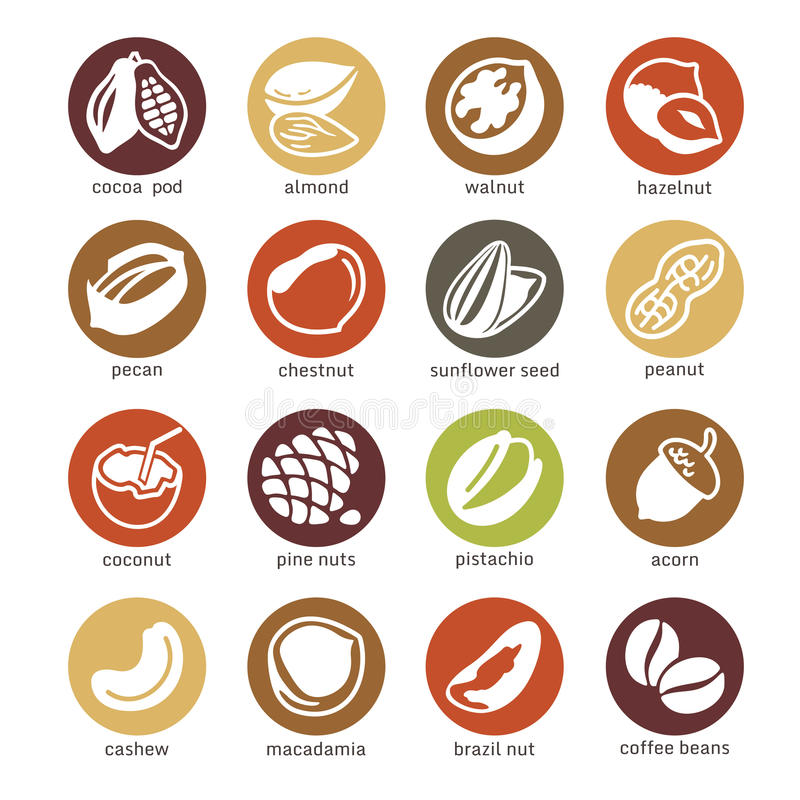 cocoa pod
almond
walnut
hazelnut
pecan
chestnut
sunflower seed
peanut
coconut
pine nuts
pistachio
acorn
cashew
macadamia
brazil nut
coffee beans
dreamstime